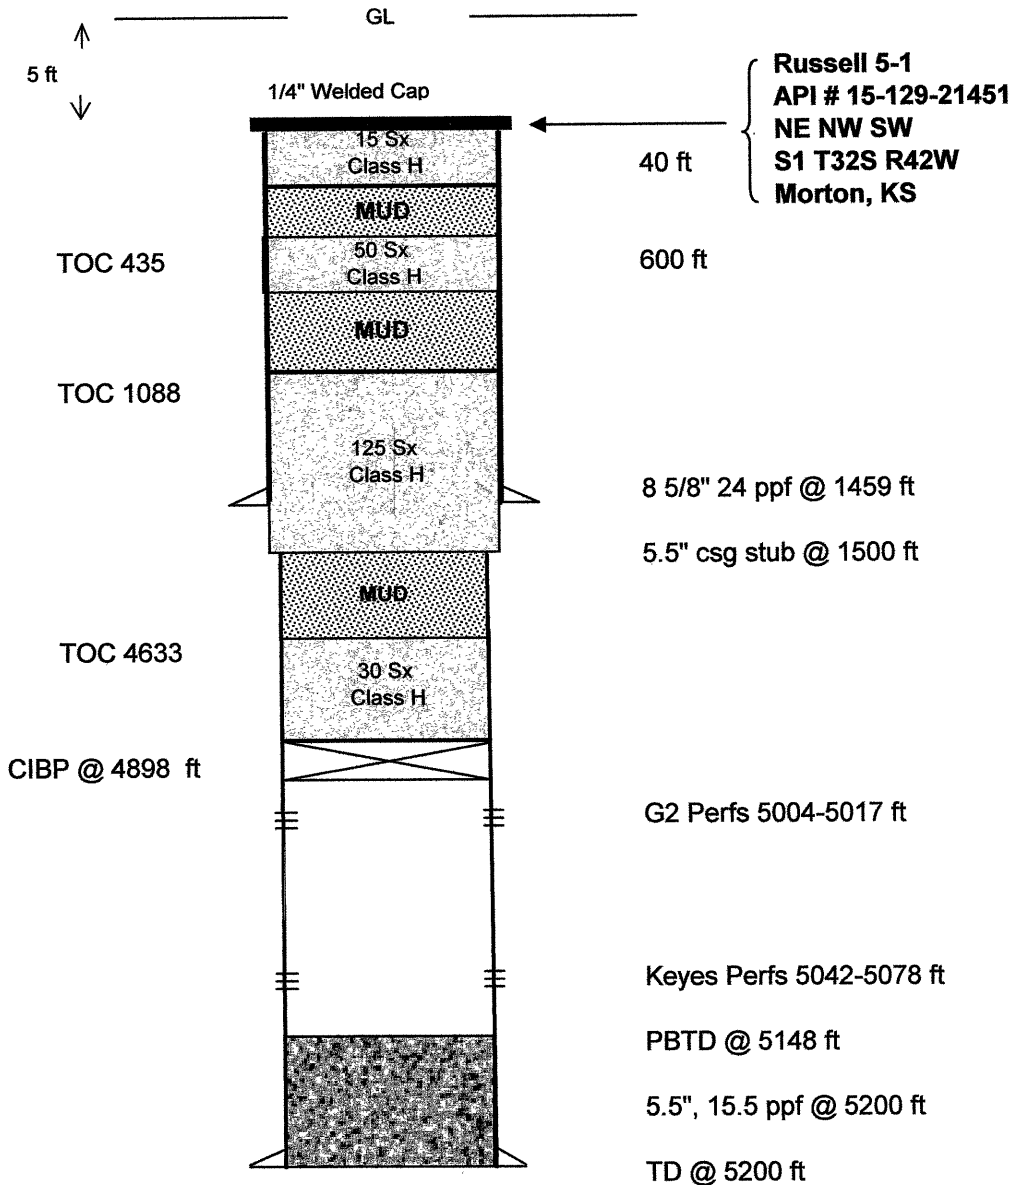 GL
5 ft
1/4" Welded Cap
Russell 5-1
API # 15-129-21451
NE NW SW
S1 T32S R42W
Morton, KS
15 Sx
Class H
40 ft
MUD
TOC 435
50 Sx
Class H
600 ft
MUD
TOC 1088
125 Sx
Class H
8 5/8" 24 ppf @ 1459 ft
5.5" csg stub @ 1500 ft
MUD
TOC 4633
30 Sx
Class H
CIBP @ 4898 ft
G2 Perfs 5004-5017 ft
Keyes Perfs 5042-5078 ft
PBTD @ 5148 ft
5.5", 15.5 ppf @ 5200 ft
TD @ 5200 ft